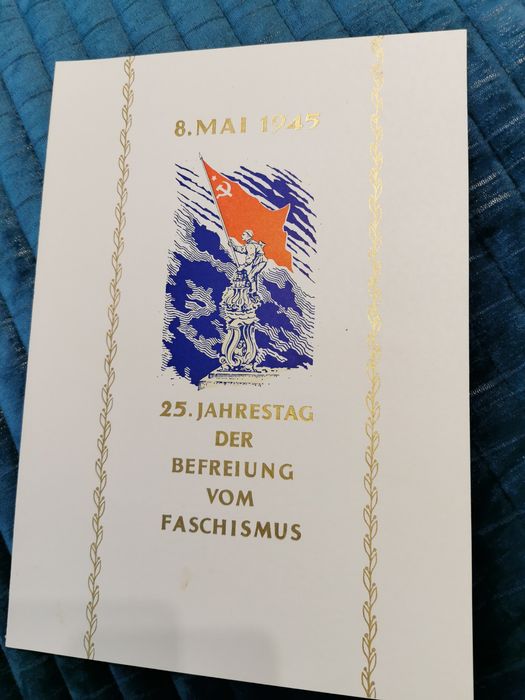 8. MAI 1945
25. JAHRESTAG
DER
BEFREIUNG
VOM
FASCHISMUS